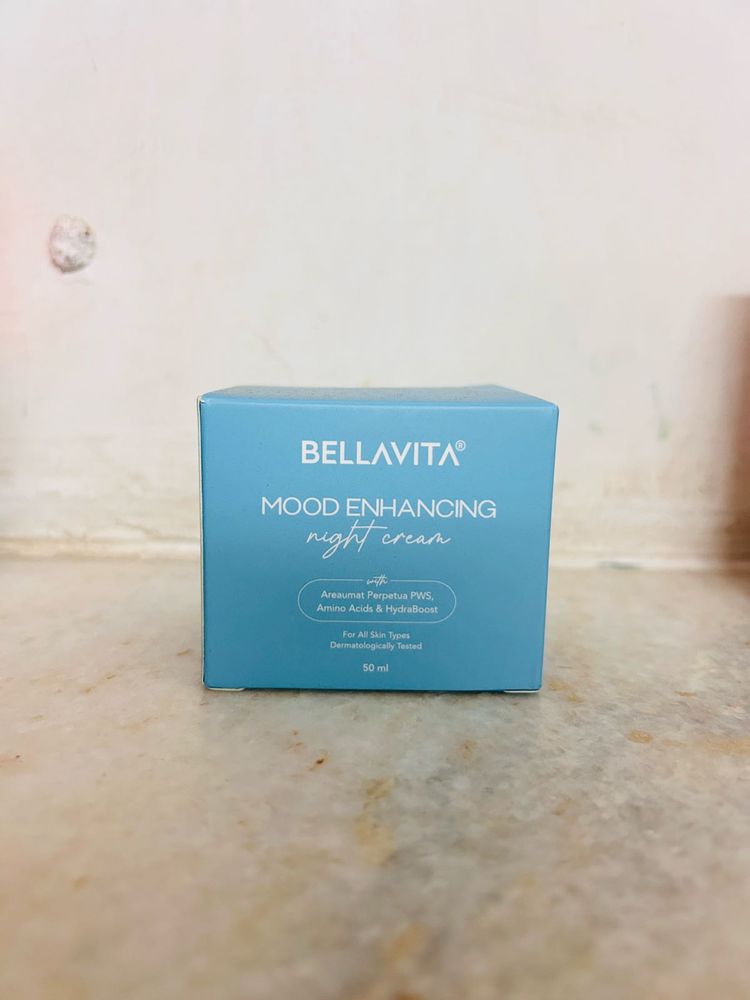 BELLAVITA®
MOOD ENHANCING
night cream
with
Areaumat Perpetua PWS,
Amino Acids & HydraBoost
For All Skin Types
Dermatologically Tested
50 ml